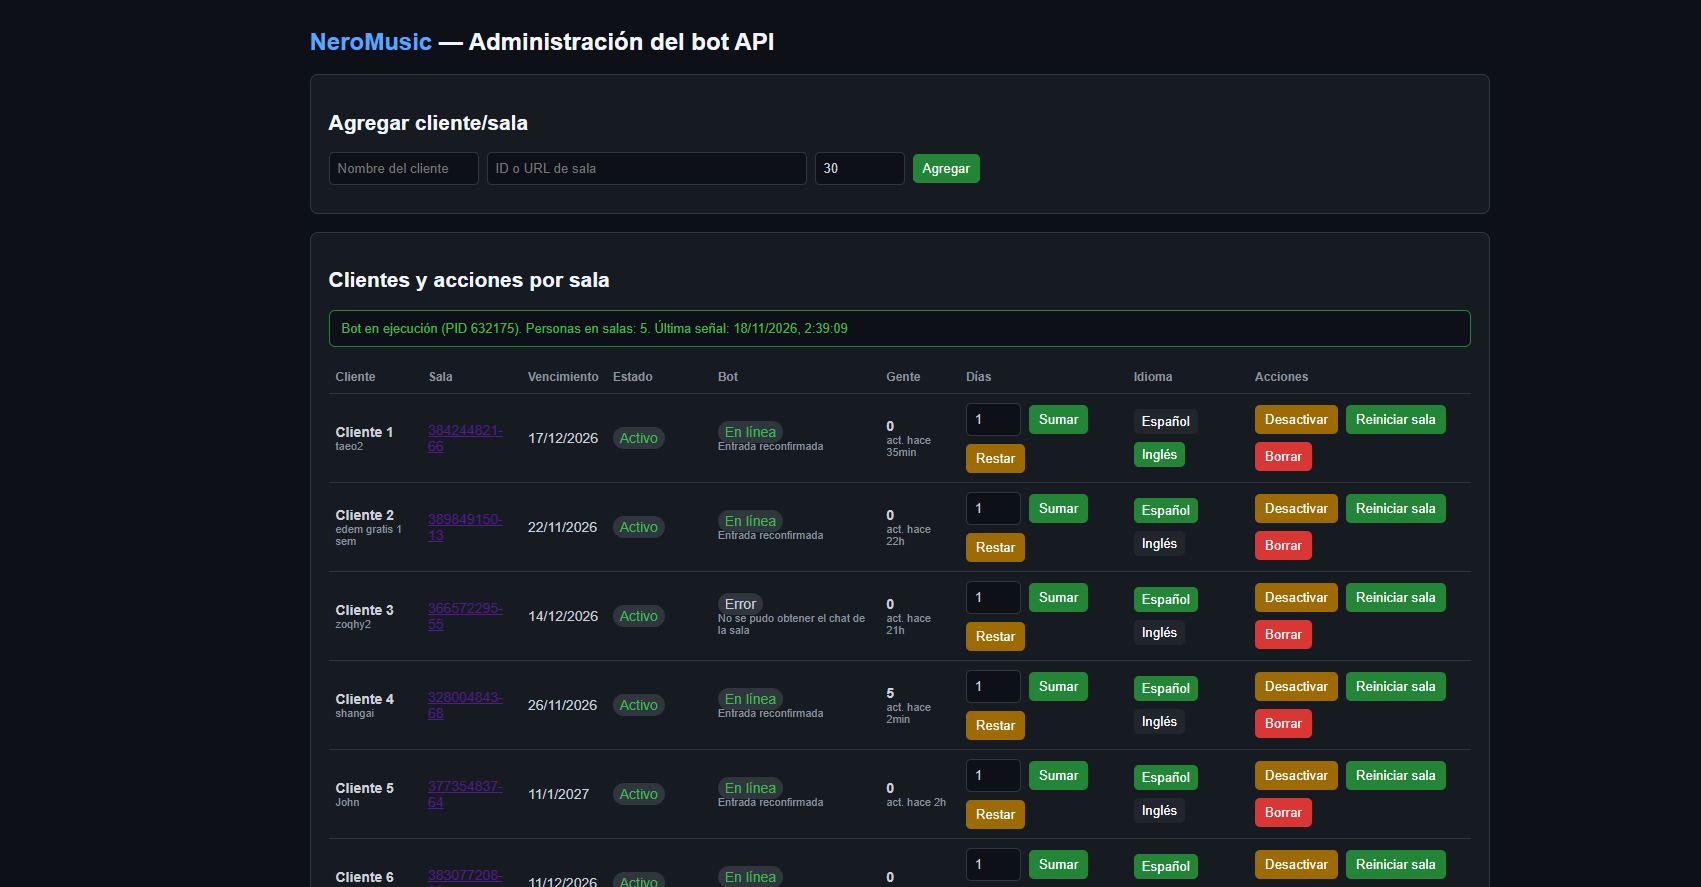 NeroMusic — Administración del bot API
Agregar cliente/sala
Nombre del cliente
ID o URL de sala
30
Agregar
Clientes y acciones por sala
Bot en ejecución (PID 632175). Personas en salas: 5. Última señal: 18/11/2026, 2:39:09
Cliente Sala Vencimiento Estado Bot Gente Días Idioma Acciones
Cliente 1
taeo2
384244821-
66
17/12/2026
Activo
En línea
Entrada reconfirmada
0
act. hace
35min
1
Sumar
Restar
Español
Inglés
Desactivar
Reiniciar sala
Borrar
Cliente 2
edem gratis 1
sem
389849150-
13
22/11/2026
Activo
En línea
Entrada reconfirmada
0
act. hace
22h
1
Sumar
Restar
Español
Inglés
Desactivar
Reiniciar sala
Borrar
Cliente 3
zoqhy2
366572295-
55
14/12/2026
Activo
Error
No se pudo obtener el chat de
la sala
0
act. hace
21h
1
Sumar
Restar
Español
Inglés
Desactivar
Reiniciar sala
Borrar
Cliente 4
shangai
328004843-
68
26/11/2026
Activo
En línea
Entrada reconfirmada
5
act. hace
2min
1
Sumar
Restar
Español
Inglés
Desactivar
Reiniciar sala
Borrar
Cliente 5
John
377354837-
64
11/1/2027
Activo
En línea
Entrada reconfirmada
0
act. hace 2h
1
Sumar
Restar
Español
Inglés
Desactivar
Reiniciar sala
Borrar
Cliente 6
383077208-
11/12/2026
Activo
En línea
0
1
Sumar
Español
Desactivar
Reiniciar sala